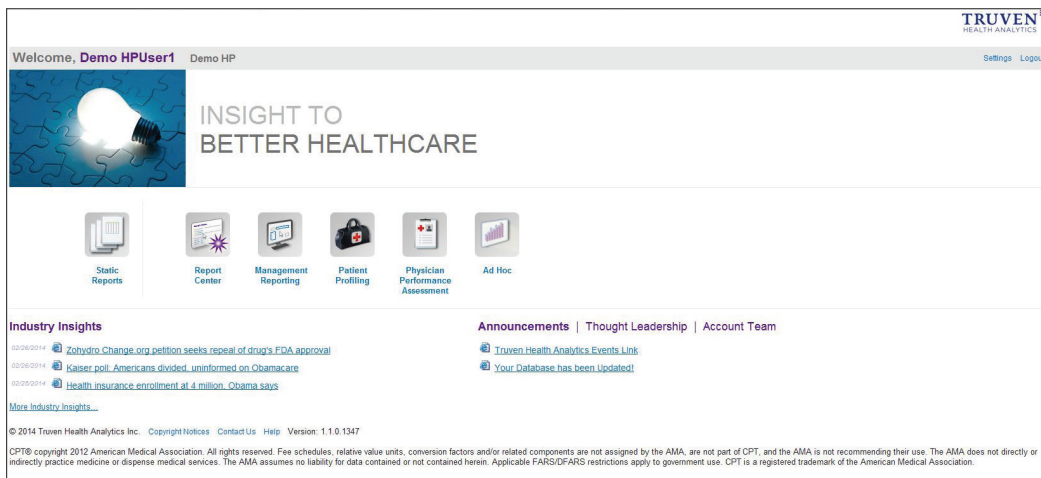 TRUVEN
HEALTH ANALYTICS
Welcome, Demo HPUser1 Demo HP
Settings Logou
INSIGHT TO
BETTER HEALTHCARE
Static
Reports
Report
Center
Management
Reporting
Patient
Profiling
Physician
Performance
Assessment
Ad Hoc
Industry Insights
02/26/2014 Zohydro Change.org petition seeks repeal of drug's FDA approval
02/26/2014 Kaiser poll: Americans divided, uninformed on Obamacare
02/25/2014 Health insurance enrollment at 4 million, Obama says
More Industry Insights...
Announcements | Thought Leadership | Account Team
Truven Health Analytics Events Link
Your Database has been Updated!
© 2014 Truven Health Analytics Inc. Copyright Notices Contact Us Help Version: 1.1.0.1347
CPT® copyright 2012 American Medical Association. All rights reserved. Fee schedules, relative value units, conversion factors and/or related components are not assigned by the AMA, are not part of CPT, and the AMA is not recommending their use. The AMA does not directly or
indirectly practice medicine or dispense medical services. The AMA assumes no liability for data contained or not contained herein. Applicable FARS/DFARS restrictions apply to government use. CPT is a registered trademark of the American Medical Association.